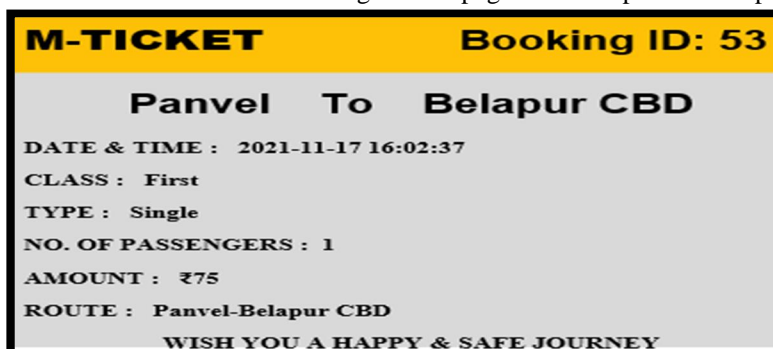 M-TICKET Booking ID: 53
Panvel To Belapur CBD
DATE & TIME : 2021-11-17 16:02:37
CLASS : First
TYPE : Single
NO. OF PASSENGERS : 1
AMOUNT : ₹75
ROUTE : Panvel-Belapur CBD
WISH YOU A HAPPY & SAFE JOURNEY